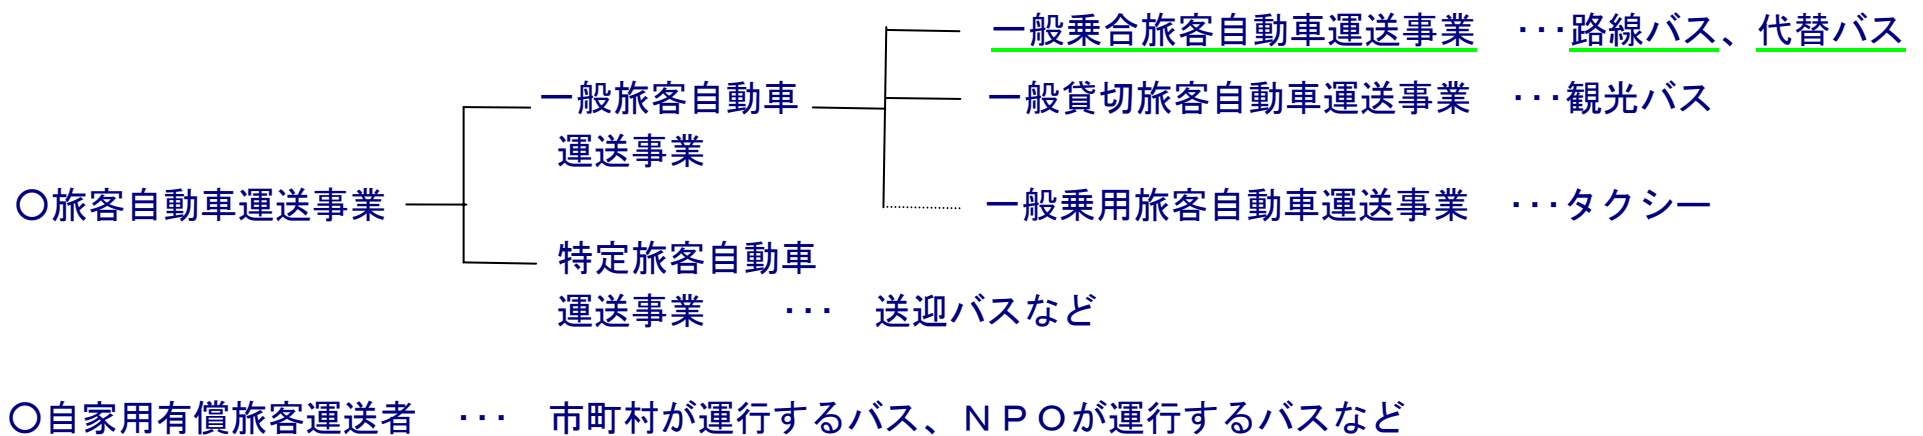 一般乗合旅客自動車運送事業 ･･･路線バス、代替バス
一般旅客自動車
運送事業
一般貸切旅客自動車運送事業 ･･･観光バス
〇旅客自動車運送事業
一般乗用旅客自動車運送事業 ･･･タクシー
特定旅客自動車
運送事業 ･･･ 送迎バスなど
〇自家用有償旅客運送者 ･･･ 市町村が運行するバス、ＮＰＯが運行するバスなど